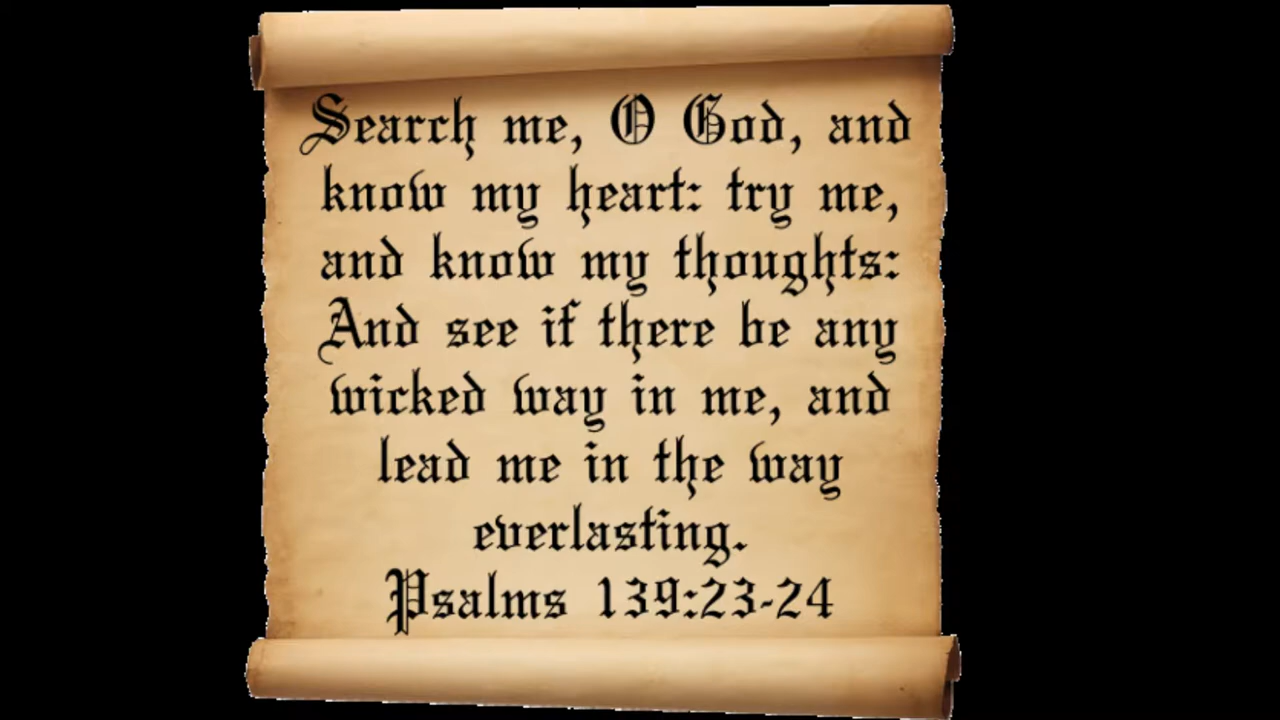 Search me, O God, and
know my heart: try me,
and know my thoughts:
And see if there be any
wicked way in me, and
lead me in the way
everlasting.
Psalms 139:23-24